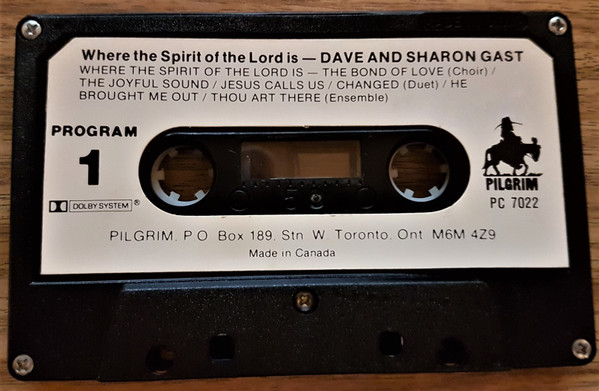 Where the Spirit of the Lord is — DAVE AND SHARON GAST
WHERE THE SPIRIT OF THE LORD IS — THE BOND OF LOVE (Choir) /
THE JOYFUL SOUND / JESUS CALLS US / CHANGED (Duet) / HE
BROUGHT ME OUT / THOU ART THERE (Ensemble)
PROGRAM
1
DOLBY SYSTEM ®
PILGRIM
PC 7022
PILGRIM, P.O. Box 189, Stn. W, Toronto, Ont. M6M 4Z9
Made in Canada